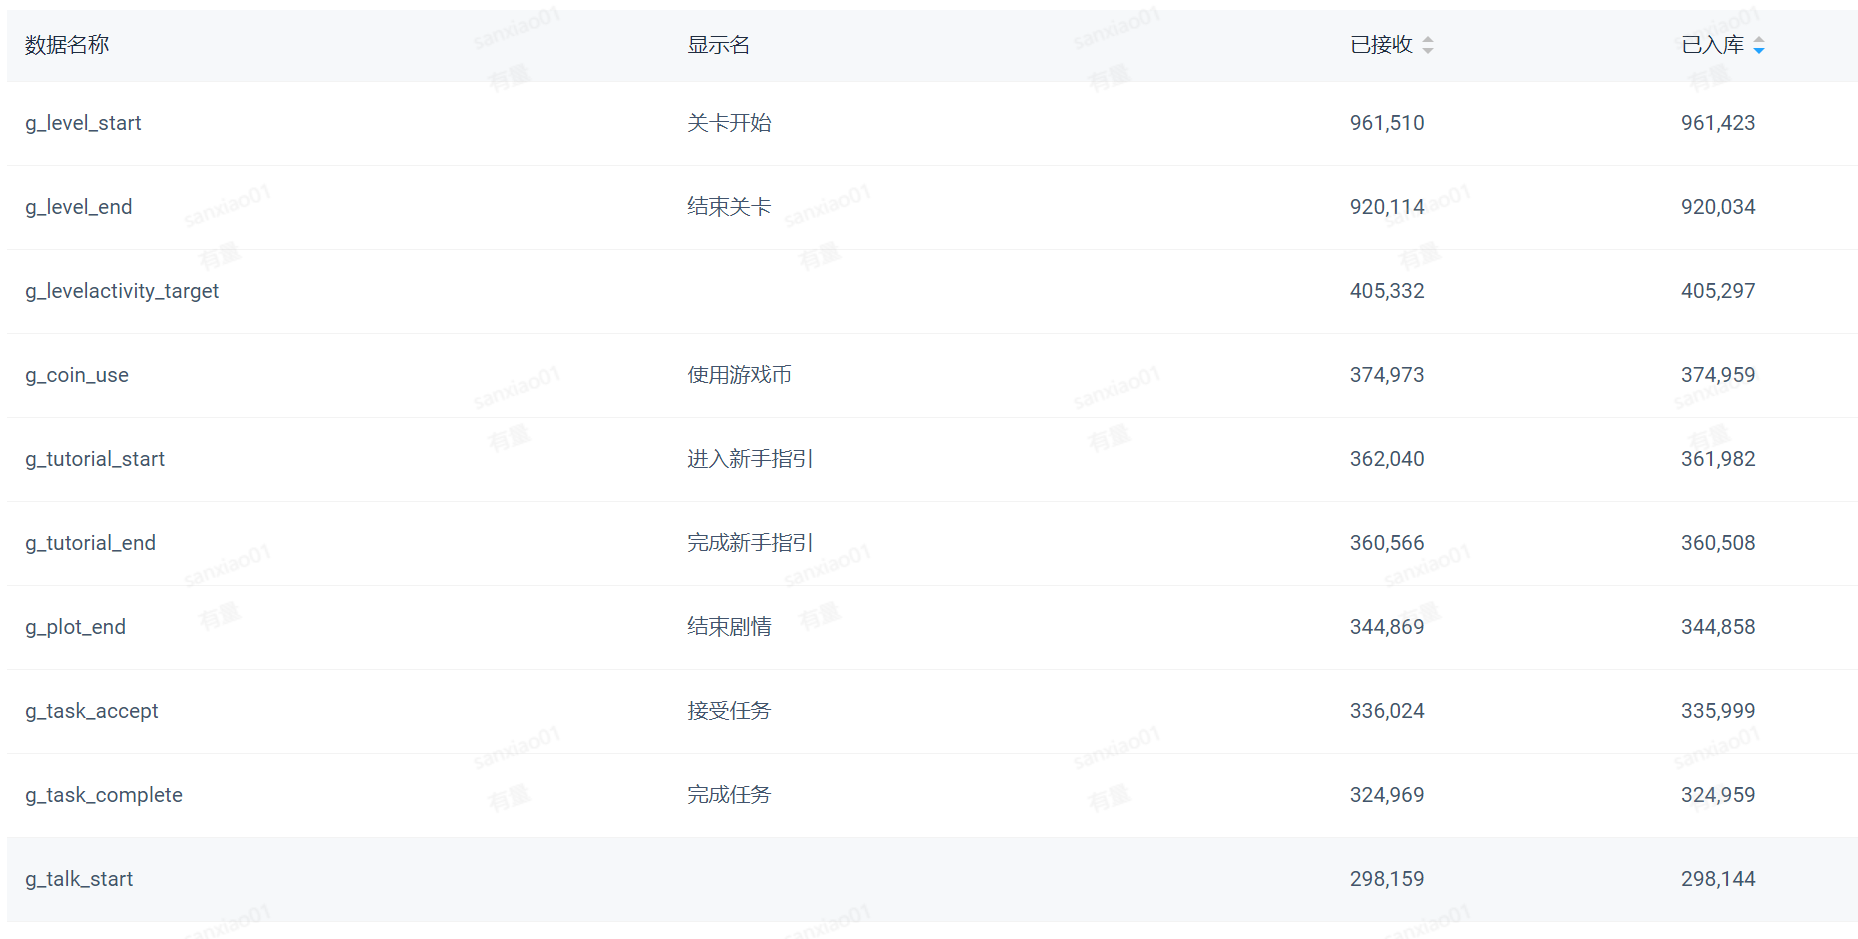 数据名称 显示名 已接收 已入库
g_level_start 关卡开始 961,510 961,423
g_level_end 结束关卡 920,114 920,034
g_levelactivity_target 405,332 405,297
g_coin_use 使用游戏币 374,973 374,959
g_tutorial_start 进入新手指引 362,040 361,982
g_tutorial_end 完成新手指引 360,566 360,508
g_plot_end 结束剧情 344,869 344,858
g_task_accept 接受任务 336,024 335,999
g_task_complete 完成任务 324,969 324,959
g_talk_start 298,159 298,144
sanxiao01
有量